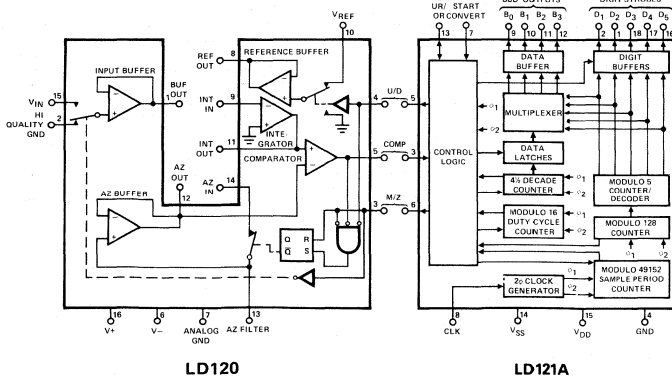 UR/ START
OR CONVERT
BCD OUTPUTS
DIGIT STROBES
VREF
B0 B1 B2 B3
D1 D2 D3 D4 D5
10
13 7
9 10 11 12
2 1 18 17 16
8
REF
OUT
REFERENCE BUFFER
DATA
BUFFER
DIGIT
BUFFERS
15
VIN
INPUT BUFFER
BUF
OUT
1
U/D
4 5
HI
QUALITY
GND
2
9
INT
IN
INTE-
GRATOR
φ1
φ2
MULTIPLEXER
11
INT
OUT
COMPARATOR
COMP
5 3
CONTROL
LOGIC
DATA
LATCHES
AZ
OUT
14
AZ
IN
12
AZ BUFFER
M/Z
3 6
4½ DECADE
COUNTER
φ1
φ2
MODULO 5
COUNTER/
DECODER
Q R
Q S
MODULO 16
DUTY CYCLE
COUNTER
φ1
φ2
MODULO 128
COUNTER
φ1 φ2
2φ CLOCK
GENERATOR
φ1
φ2
MODULO 49152
SAMPLE PERIOD
COUNTER
16 6 7 13
V+ V− ANALOG
GND
AZ FILTER
8 14 15 4
CLK VSS VDD GND
LD120 LD121A